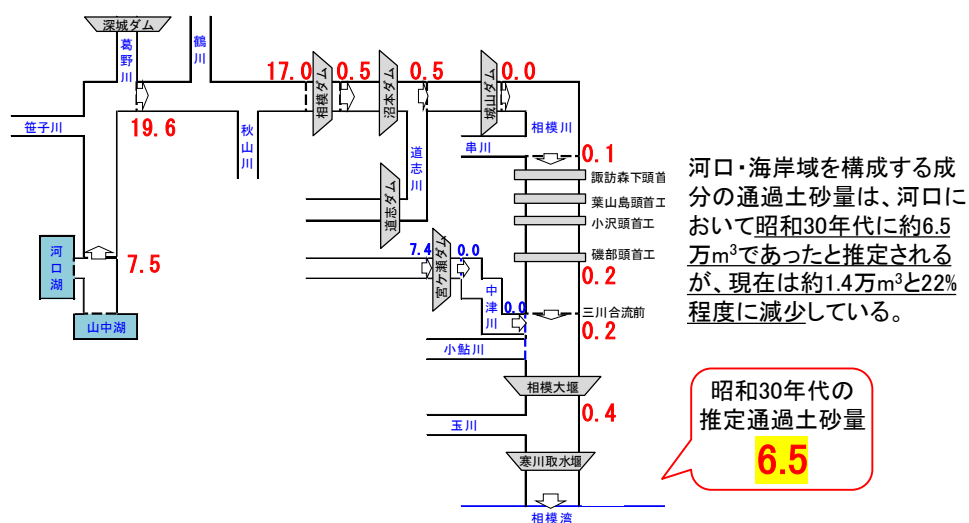 深城ダム
葛野川
鶴川
17.0
0.5
0.5
0.0
相模ダム
沼本ダム
城山ダム
笹子川
19.6
秋山川
道志川
相模川
串川
0.1
諏訪森下頭首
葉山島頭首工
小沢頭首工
磯部頭首工
道志ダム
河口湖
7.5
7.4
0.0
宮ケ瀬ダム
中津川
0.2
0.0
三川合流前
0.2
山中湖
小鮎川
相模大堰
0.4
玉川
寒川取水堰
相模湾
河口・海岸域を構成する成
分の通過土砂量は、河口に
おいて昭和30年代に約6.5
万m³であったと推定される
が、現在は約1.4万m³と22%
程度に減少している。
昭和30年代の
推定通過土砂量
6.5